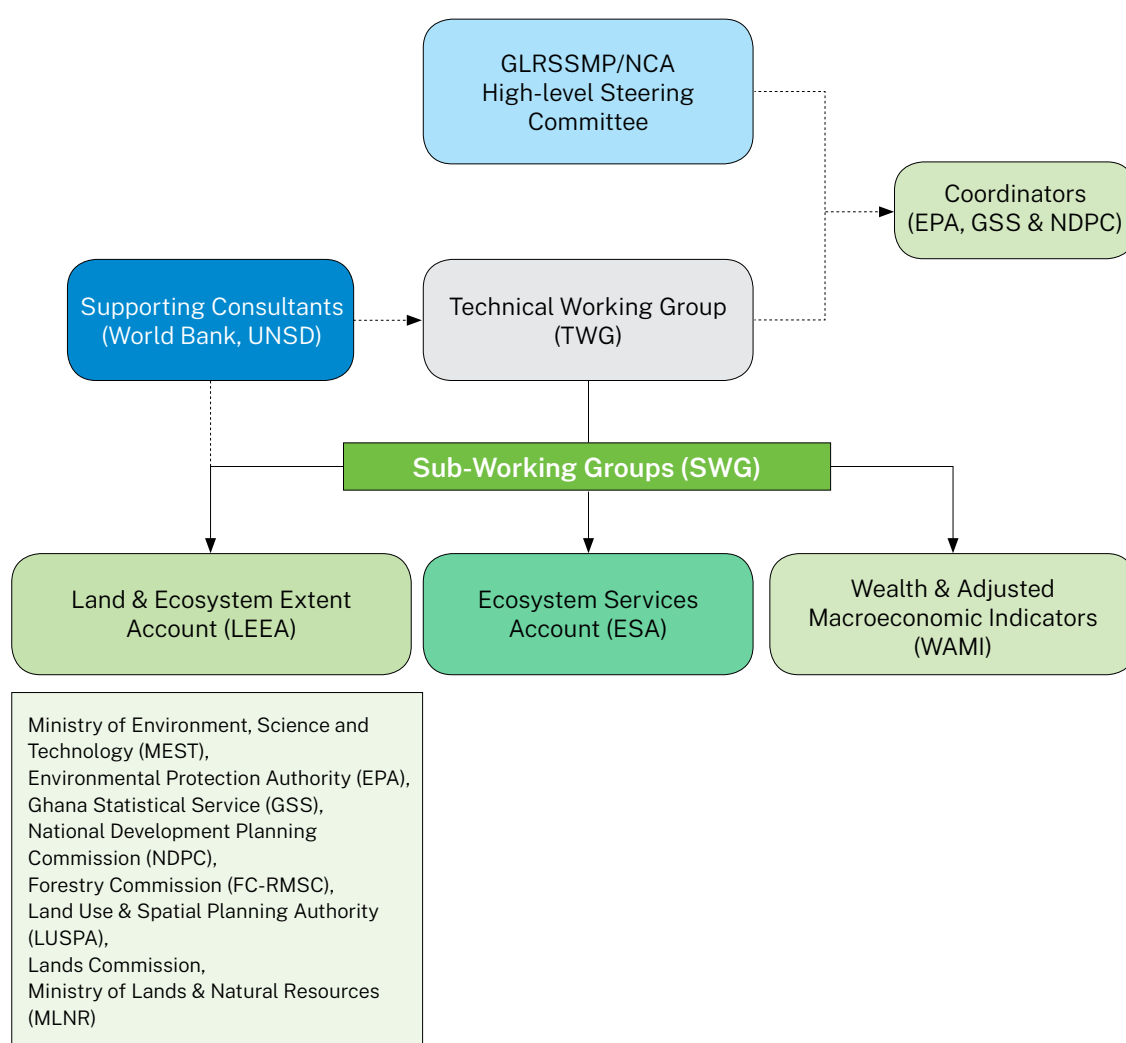 GLRSSMP/NCA
High-level Steering
Committee
Coordinators
(EPA, GSS & NDPC)
Supporting Consultants
(World Bank, UNSD)
Technical Working Group
(TWG)
Sub-Working Groups (SWG)
Land & Ecosystem Extent
Account (LEEA)
Ecosystem Services
Account (ESA)
Wealth & Adjusted
Macroeconomic Indicators
(WAMI)
Ministry of Environment, Science and
Technology (MEST),
Environmental Protection Authority (EPA),
Ghana Statistical Service (GSS),
National Development Planning
Commission (NDPC),
Forestry Commission (FC-RMSC),
Land Use & Spatial Planning Authority
(LUSPA),
Lands Commission,
Ministry of Lands & Natural Resources
(MLNR)